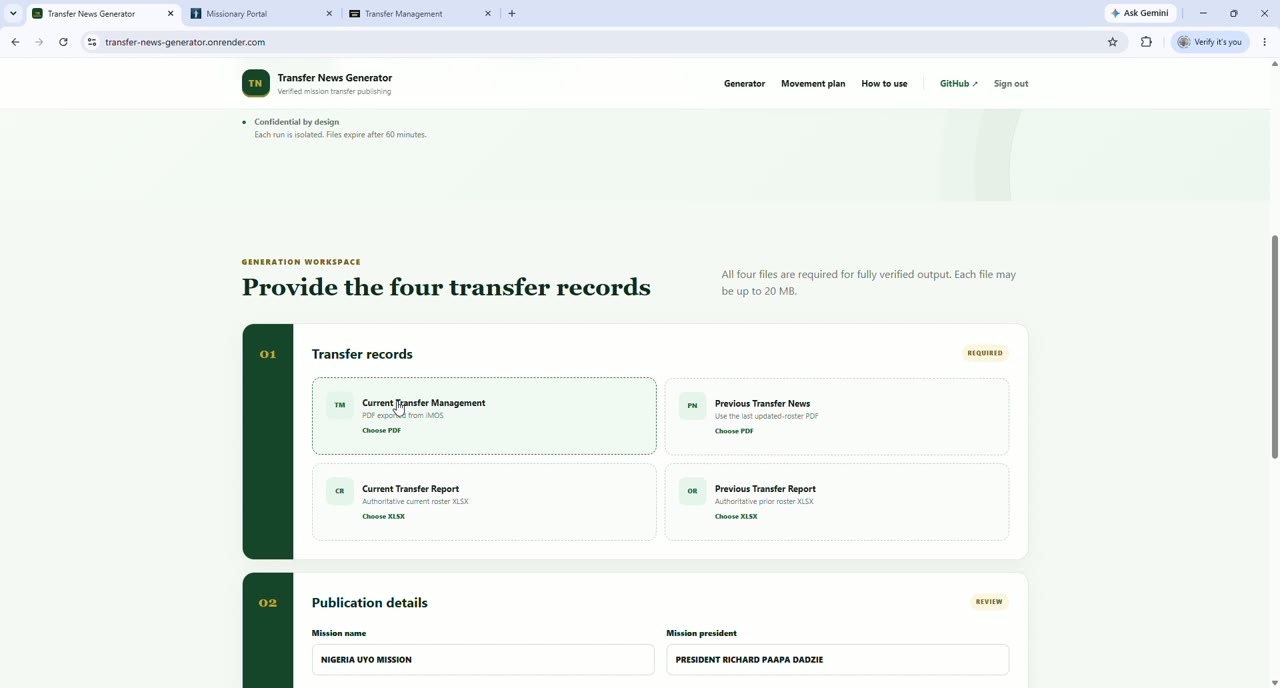 Transfer News Generator
Missionary Portal
Transfer Management
Ask Gemini
transfer-news-generator.onrender.com
Verify it's you
TN
Transfer News Generator
Verified mission transfer publishing
Generator
Movement plan
How to use
GitHub ↗
Sign out
Confidential by design
Each run is isolated. Files expire after 60 minutes.
GENERATION WORKSPACE
Provide the four transfer records
All four files are required for fully verified output. Each file may
be up to 20 MB.
01
Transfer records
REQUIRED
TM
Current Transfer Management
PDF exported from iMOS
Choose PDF
PN
Previous Transfer News
Use the last updated-roster PDF
Choose PDF
CR
Current Transfer Report
Authoritative current roster XLSX
Choose XLSX
OR
Previous Transfer Report
Authoritative prior roster XLSX
Choose XLSX
02
Publication details
REVIEW
Mission name
NIGERIA UYO MISSION
Mission president
PRESIDENT RICHARD PAAPA DADZIE